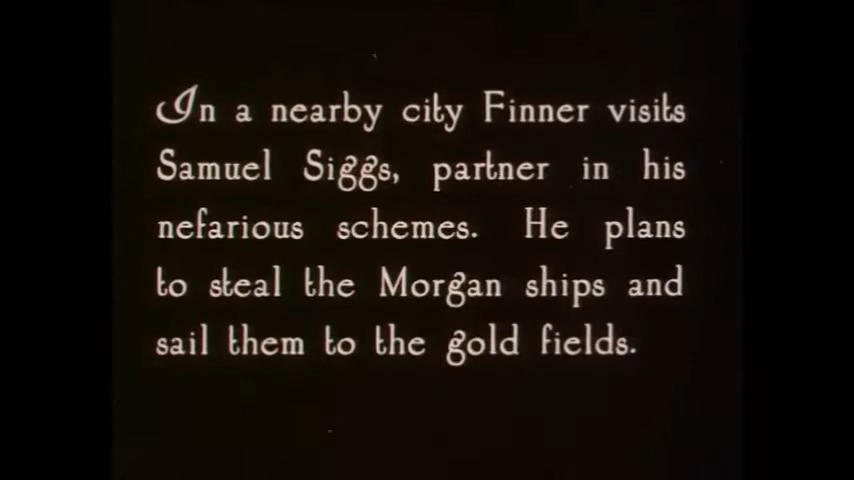 In a nearby city Finner visits
Samuel Siggs, partner in his
nefarious schemes. He plans
to steal the Morgan ships and
sail them to the gold fields.